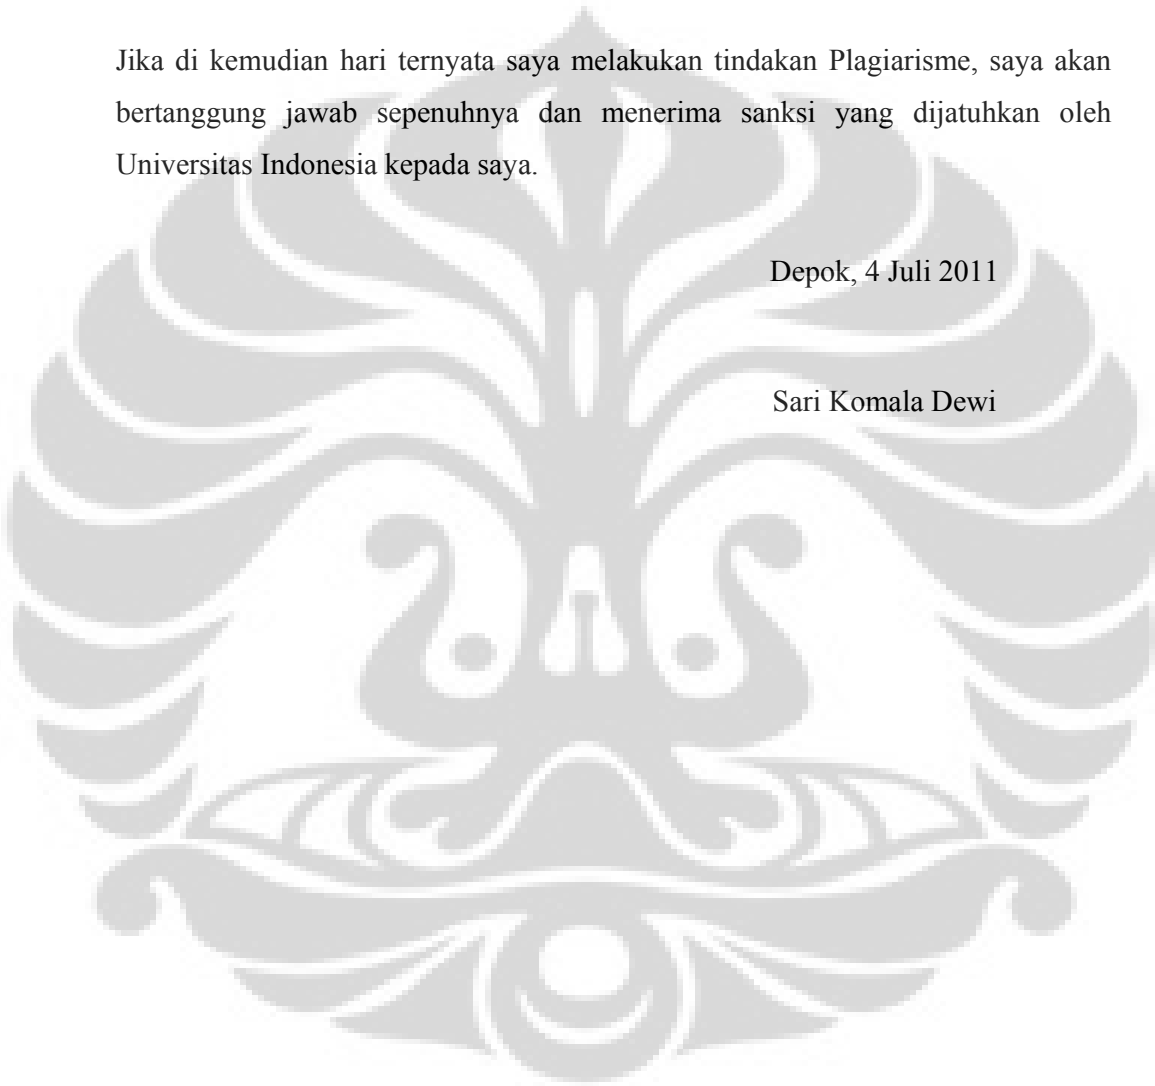 Jika di kemudian hari ternyata saya melakukan tindakan Plagiarisme, saya akan
bertanggung jawab sepenuhnya dan menerima sanksi yang dijatuhkan oleh
Universitas Indonesia kepada saya.
Depok, 4 Juli 2011
Sari Komala Dewi